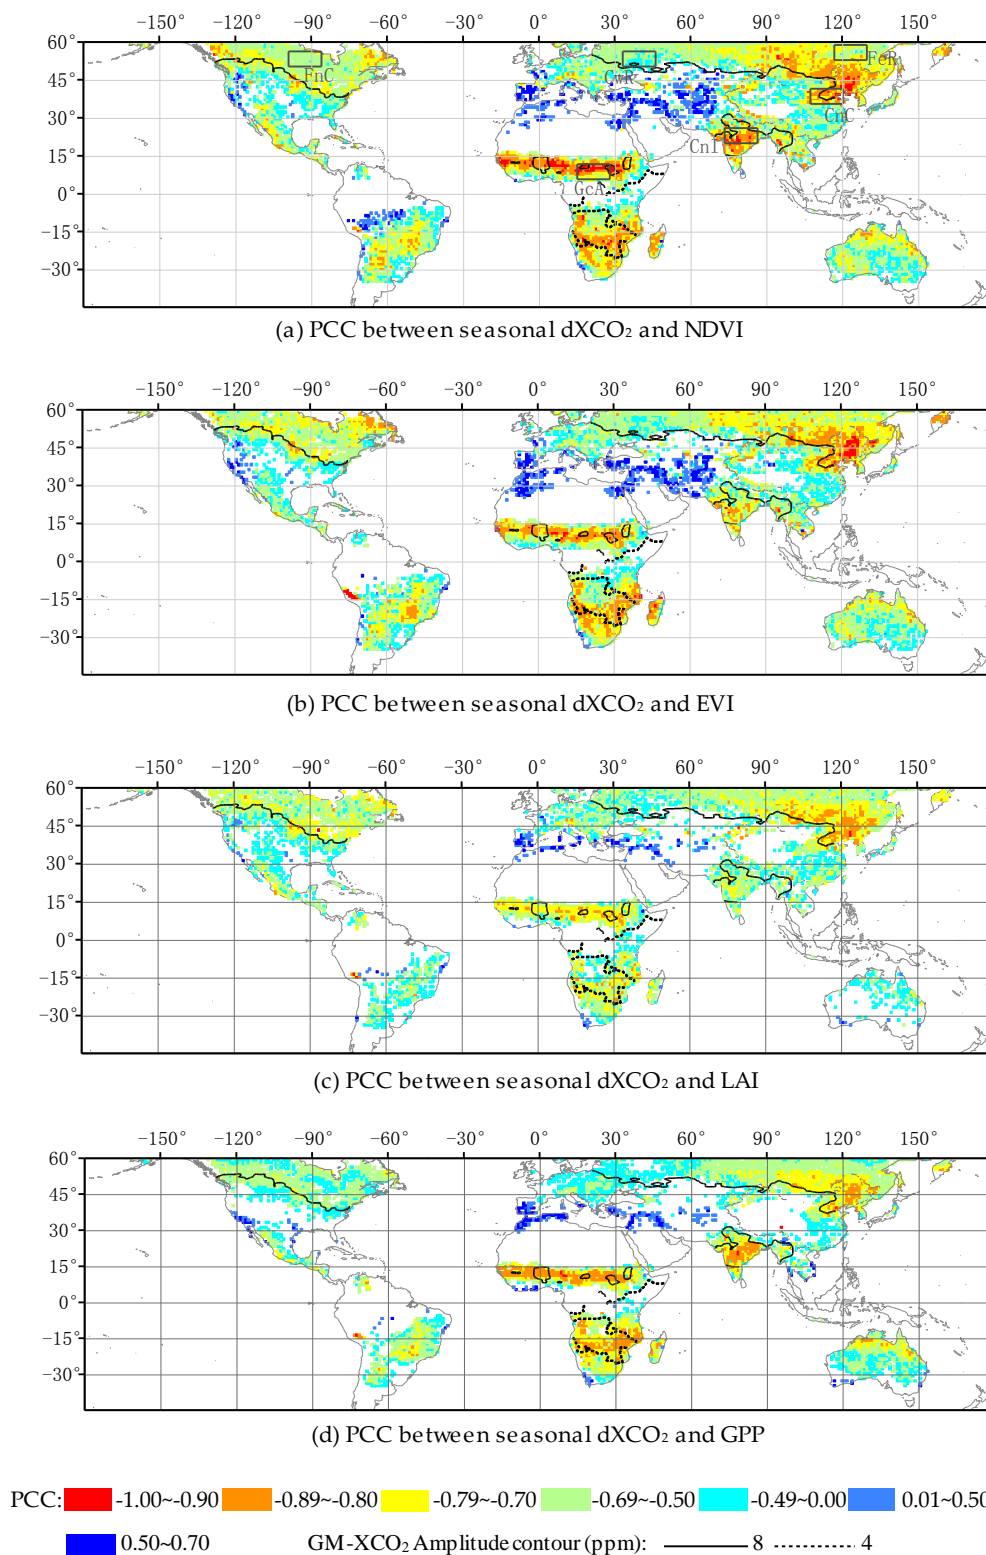 -150° -120° -90° -60° -30° 0° 30° 60° 90° 120° 150°
60°
45°
30°
15°
0°
-15°
-30°
FnC
CwR
FeR
CnC
CnI
GcA
(a) PCC between seasonal dXCO₂ and NDVI
-150° -120° -90° -60° -30° 0° 30° 60° 90° 120° 150°
60°
45°
30°
15°
0°
-15°
-30°
(b) PCC between seasonal dXCO₂ and EVI
-150° -120° -90° -60° -30° 0° 30° 60° 90° 120° 150°
60°
45°
30°
15°
0°
-15°
-30°
(c) PCC between seasonal dXCO₂ and LAI
-150° -120° -90° -60° -30° 0° 30° 60° 90° 120° 150°
60°
45°
30°
15°
0°
-15°
-30°
(d) PCC between seasonal dXCO₂ and GPP
PCC: -1.00~-0.90 -0.89~-0.80 -0.79~-0.70 -0.69~-0.50 -0.49~0.00 0.01~0.50
0.50~0.70 GM-XCO₂ Amplitude contour (ppm): 8 4